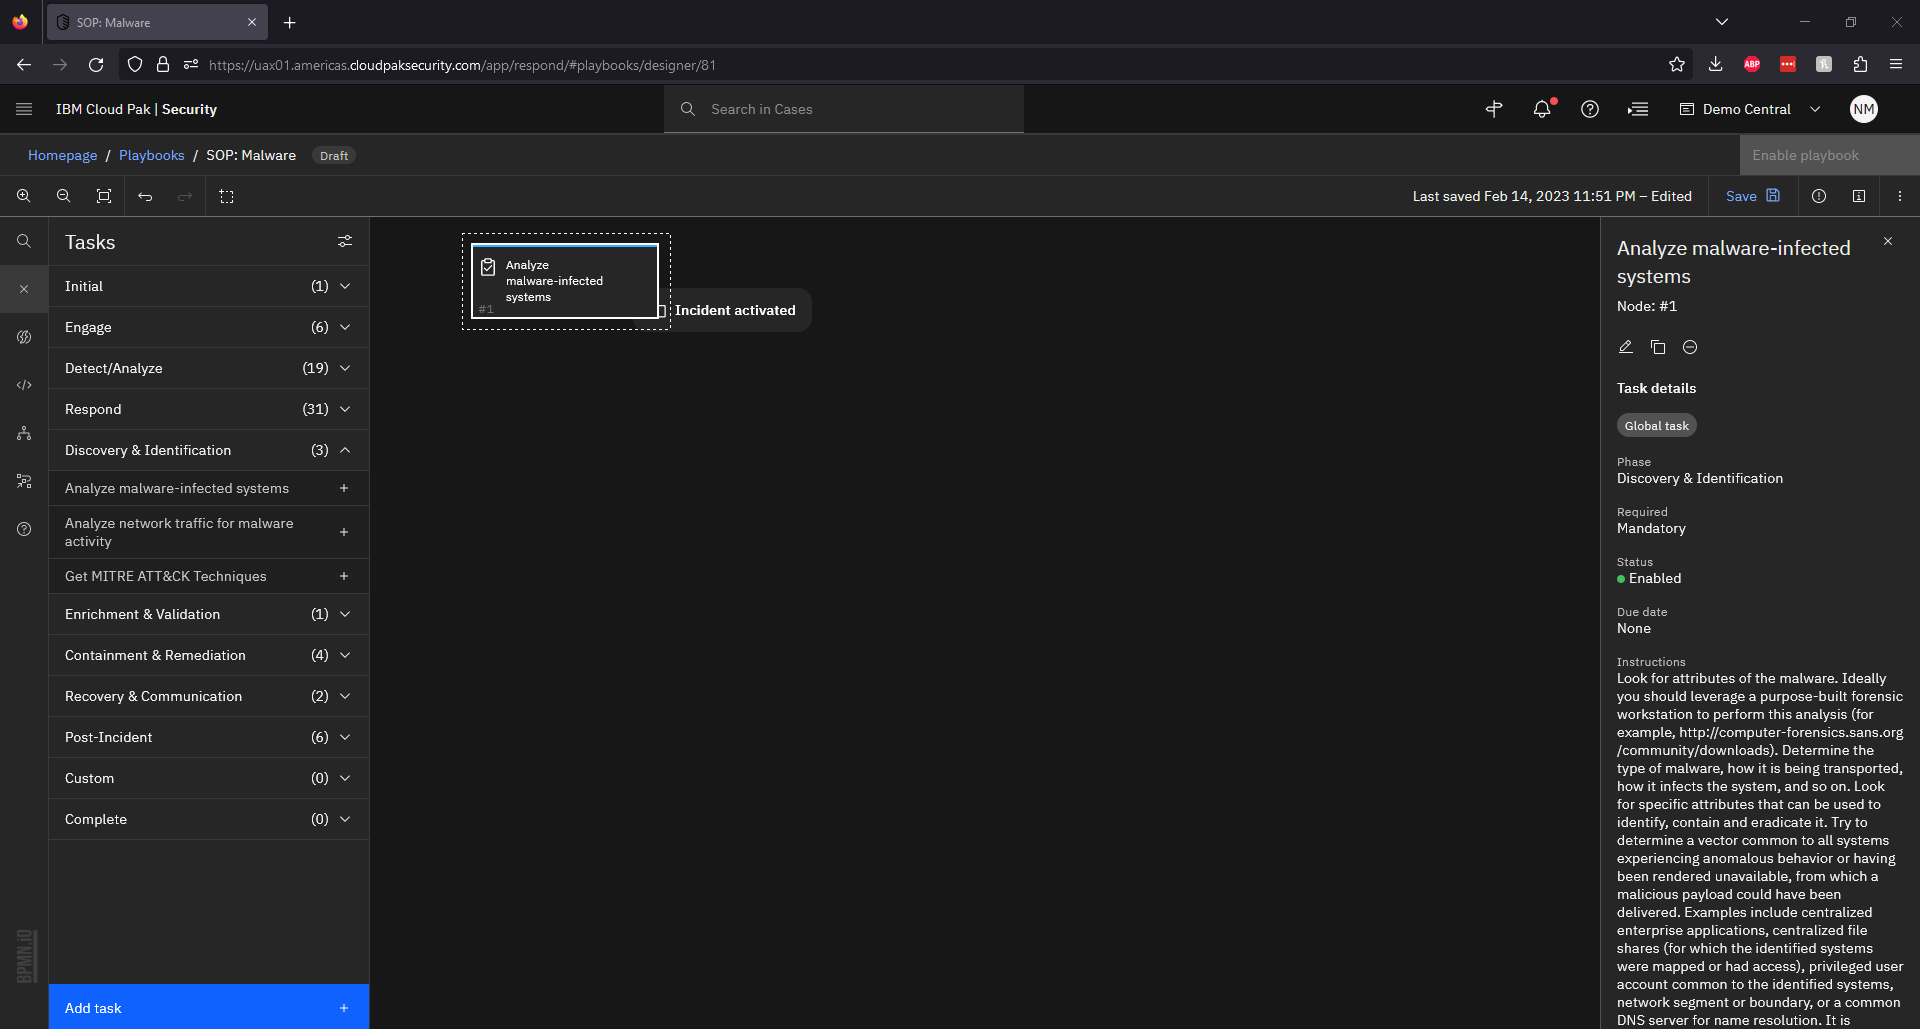 SOP: Malware
https://uax01.americas.cloudpaksecurity.com/app/respond/#playbooks/designer/81
ABP
IBM Cloud Pak | Security
Search in Cases
Demo Central
NM
Homepage / Playbooks / SOP: Malware Draft
Enable playbook
Last saved Feb 14, 2023 11:51 PM – Edited
Save
Tasks
Initial (1)
Engage (6)
Detect/Analyze (19)
Respond (31)
Discovery & Identification (3)
Analyze malware-infected systems
Analyze network traffic for malware
activity
Get MITRE ATT&CK Techniques
Enrichment & Validation (1)
Containment & Remediation (4)
Recovery & Communication (2)
Post-Incident (6)
Custom (0)
Complete (0)
Add task +
BPMN.iO
Analyze
malware-infected
systems
#1
Incident activated
Analyze malware-infected
systems
Node: #1
Task details
Global task
Phase
Discovery & Identification
Required
Mandatory
Status
Enabled
Due date
None
Instructions
Look for attributes of the malware. Ideally
you should leverage a purpose-built forensic
workstation to perform this analysis (for
example, http://computer-forensics.sans.org
/community/downloads). Determine the
type of malware, how it is being transported,
how it infects the system, and so on. Look
for specific attributes that can be used to
identify, contain and eradicate it. Try to
determine a vector common to all systems
experiencing anomalous behavior or having
been rendered unavailable, from which a
malicious payload could have been
delivered. Examples include centralized
enterprise applications, centralized file
shares (for which the identified systems
were mapped or had access), privileged user
account common to the identified systems,
network segment or boundary, or a common
DNS server for name resolution. It is